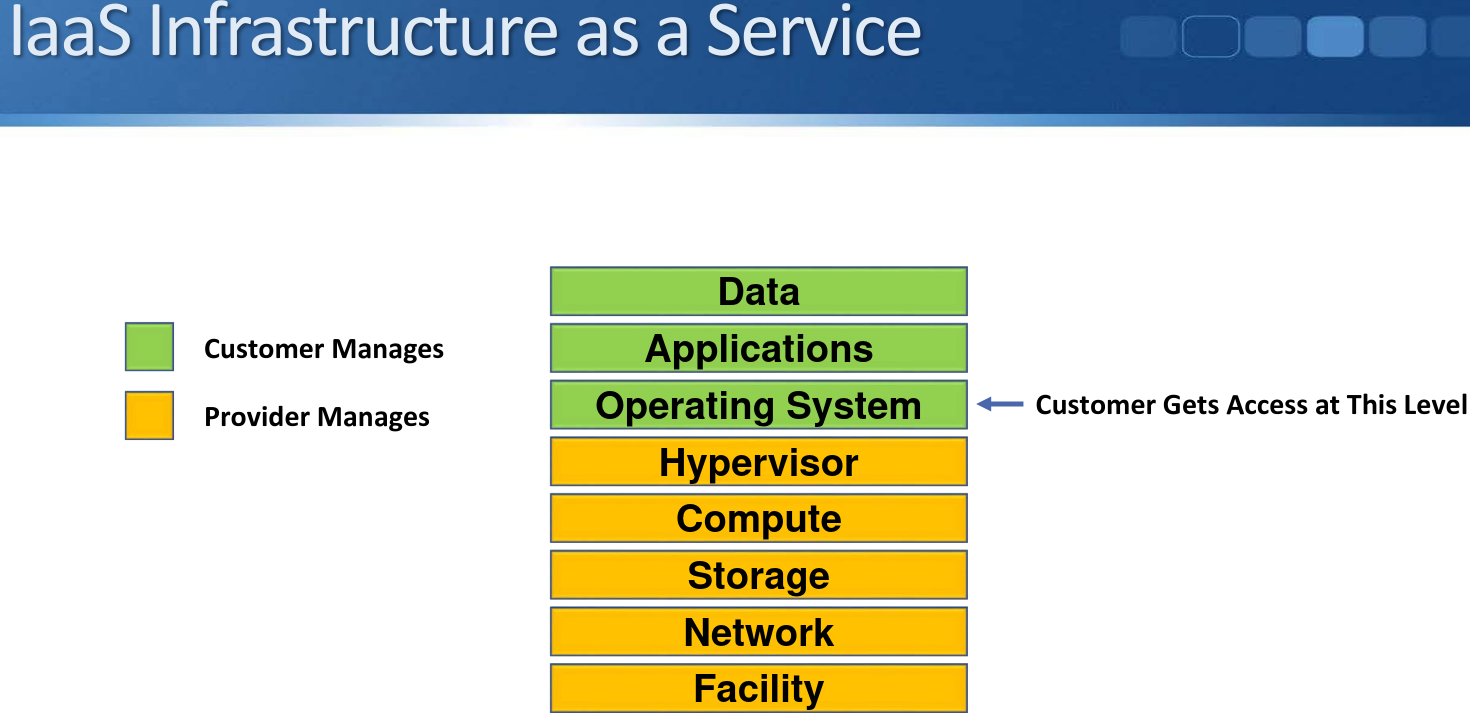 IaaS Infrastructure as a Service
Data
Applications
Operating System
Hypervisor
Compute
Storage
Network
Facility
Customer Manages
Provider Manages
Customer Gets Access at This Level